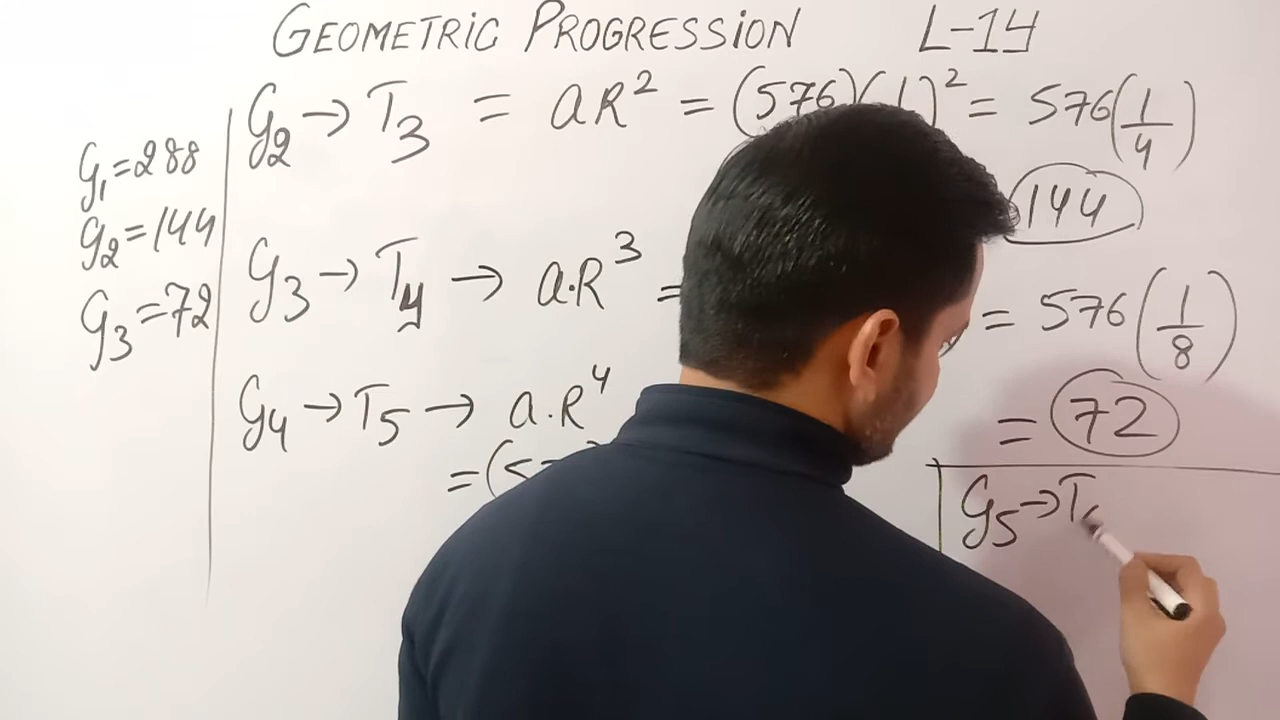 GEOMETRIC PROGRESSION L-14
G₁=288
G₂=144
G₃=72
G₂→T₃ = aR² = (576)(1)² = 576(1/4)
144
G₃→T₄→a.R³ = = 576(1/8)
= 72
G₄→T₅→a.R⁴
=(5
G₅→T